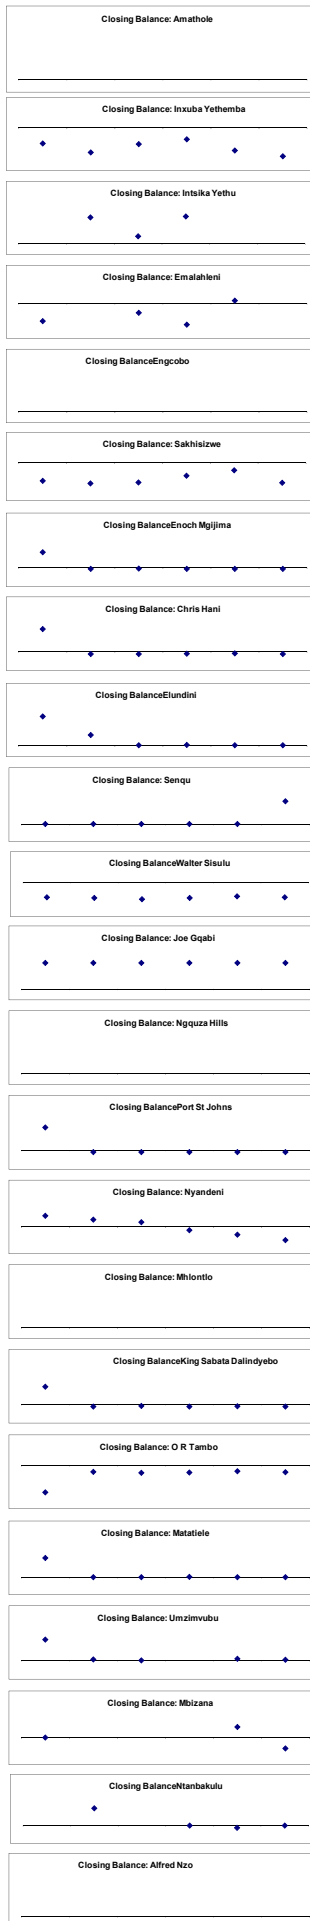 Closing Balance: Amathole
Closing Balance: Inxuba Yethemba
Closing Balance: Intsika Yethu
Closing Balance: Emalahleni
Closing BalanceEngcobo
Closing Balance: Sakhisizwe
Closing BalanceEnoch Mgijima
Closing Balance: Chris Hani
Closing BalanceElundini
Closing Balance: Senqu
Closing BalanceWalter Sisulu
Closing Balance: Joe Gqabi
Closing Balance: Ngquza Hills
Closing BalancePort St Johns
Closing Balance: Nyandeni
Closing Balance: Mhlontlo
Closing BalanceKing Sabata Dalindyebo
Closing Balance: O R Tambo
Closing Balance: Matatiele
Closing Balance: Umzimvubu
Closing Balance: Mbizana
Closing BalanceNtanbakulu
Closing Balance: Alfred Nzo